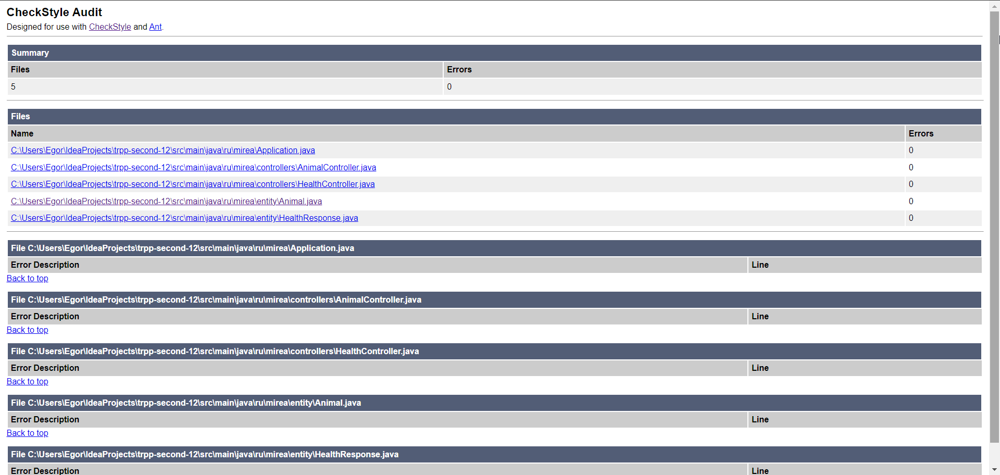 CheckStyle Audit
Designed for use with CheckStyle and Ant.
Summary
Files Errors
5 0
Files
Name Errors
C:\Users\Egor\IdeaProjects\trpp-second-12\src\main\java\ru\mirea\Application.java 0
C:\Users\Egor\IdeaProjects\trpp-second-12\src\main\java\ru\mirea\controllers\AnimalController.java 0
C:\Users\Egor\IdeaProjects\trpp-second-12\src\main\java\ru\mirea\controllers\HealthController.java 0
C:\Users\Egor\IdeaProjects\trpp-second-12\src\main\java\ru\mirea\entity\Animal.java 0
C:\Users\Egor\IdeaProjects\trpp-second-12\src\main\java\ru\mirea\entity\HealthResponse.java 0
File C:\Users\Egor\IdeaProjects\trpp-second-12\src\main\java\ru\mirea\Application.java
Error Description Line
Back to top
File C:\Users\Egor\IdeaProjects\trpp-second-12\src\main\java\ru\mirea\controllers\AnimalController.java
Error Description Line
Back to top
File C:\Users\Egor\IdeaProjects\trpp-second-12\src\main\java\ru\mirea\controllers\HealthController.java
Error Description Line
Back to top
File C:\Users\Egor\IdeaProjects\trpp-second-12\src\main\java\ru\mirea\entity\Animal.java
Error Description Line
Back to top
File C:\Users\Egor\IdeaProjects\trpp-second-12\src\main\java\ru\mirea\entity\HealthResponse.java
Error Description Line